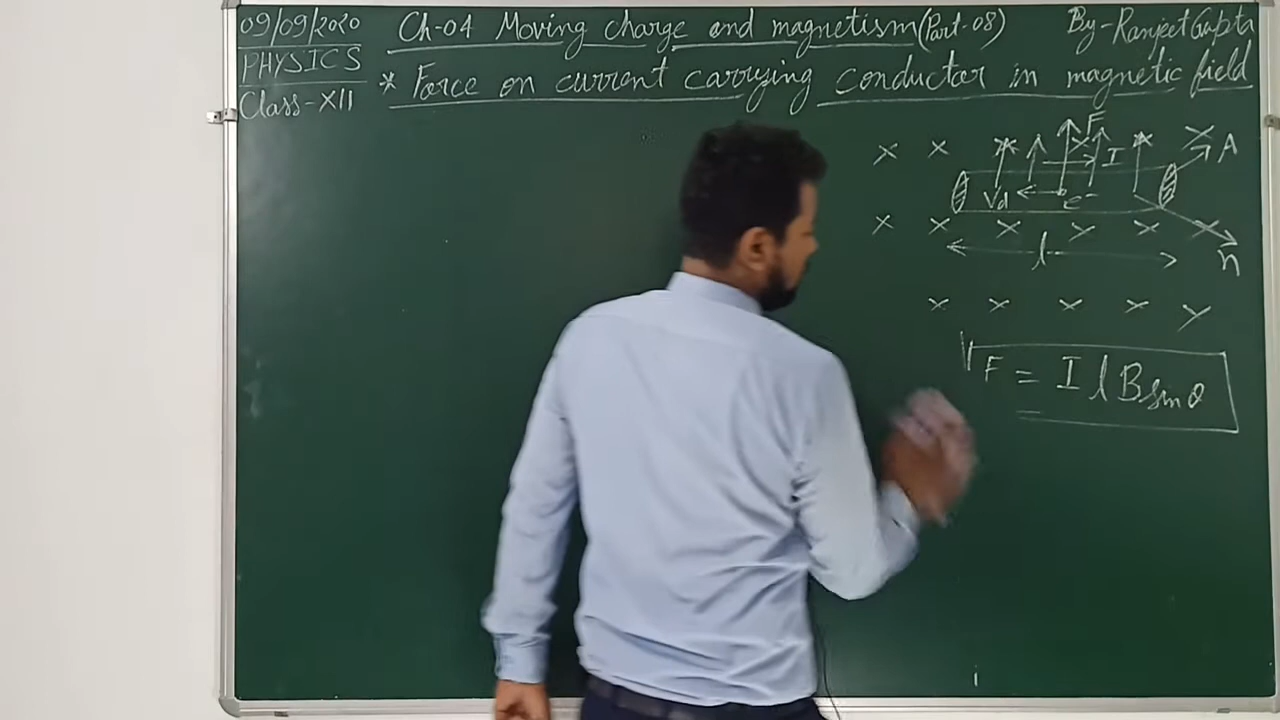 09/09/2020
PHYSICS
Class-XII
Ch-04 Moving charge and magnetism (Part-08)
By-Ranjeet Gupta
* Force on current carrying conductor in magnetic field
F
I
A
Vd
e-
l
n
F = I l B sin θ